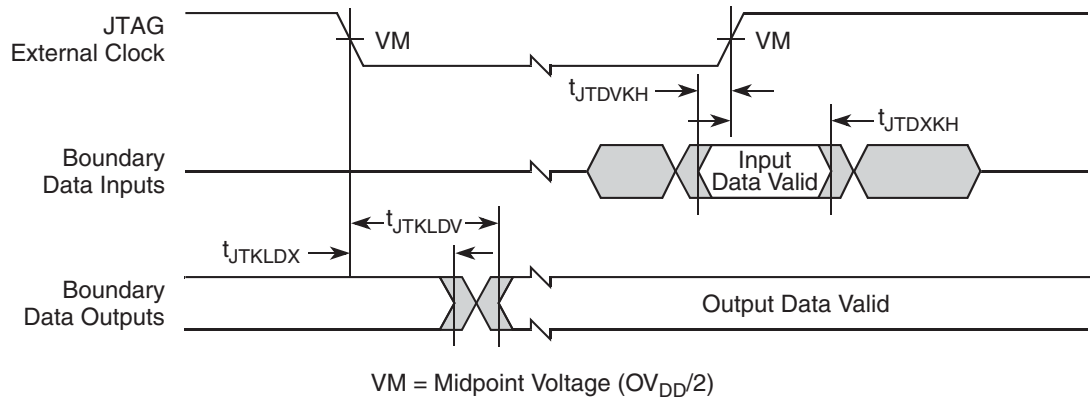 JTAG
External Clock
VM
VM
tJTDVKH
tJTDXKH
Boundary
Data Inputs
Input
Data Valid
tJTKLDV
tJTKLDX
Boundary
Data Outputs
Output Data Valid
VM = Midpoint Voltage (OVDD/2)